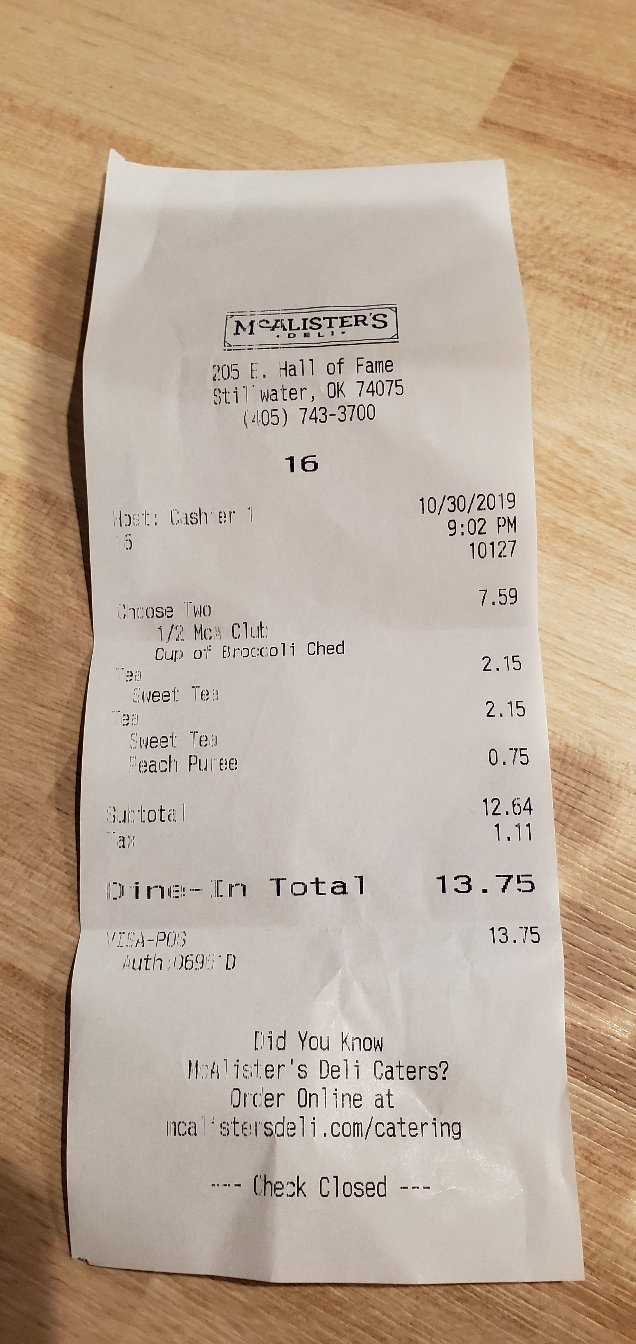 McALISTER'S
DELI
205 E. Hall of Fame
Stillwater, OK 74075
(405) 743-3700
16
Host: Cashier 1 10/30/2019
16 9:02 PM
10127
Choose Two 7.59
1/2 McA Club
Cup of Broccoli Ched
Tea 2.15
Sweet Tea
Tea 2.15
Sweet Tea
Peach Puree 0.75
Subtotal 12.64
Tax 1.11
Dine-In Total 13.75
VISA-POS 13.75
Did You Know
McAlister's Deli Caters?
Order Online at
mcalistersdeli.com/catering
--- Check Closed ---